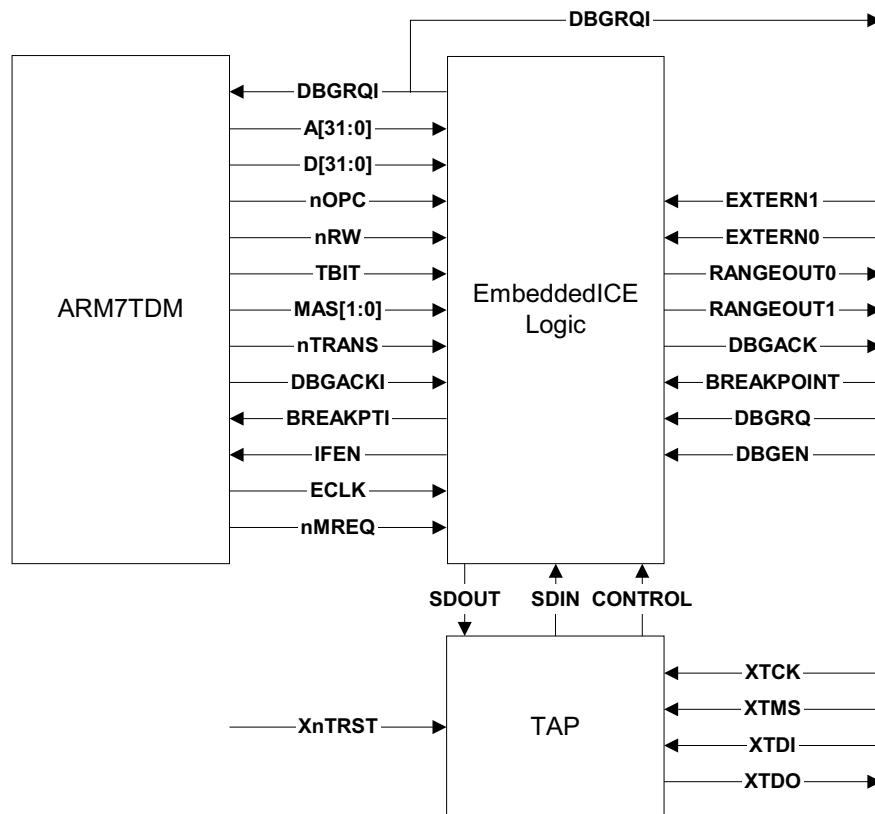 DBGRQI
DBGRQI
A[31:0]
D[31:0]
nOPC
nRW
TBIT
MAS[1:0]
nTRANS
DBGACKI
BREAKPTI
IFEN
ECLK
nMREQ
ARM7TDM
EmbeddedICE
Logic
EXTERN1
EXTERN0
RANGEOUT0
RANGEOUT1
DBGACK
BREAKPOINT
DBGRQ
DBGEN
SDOUT
SDIN
CONTROL
XnTRST
TAP
XTCK
XTMS
XTDI
XTDO